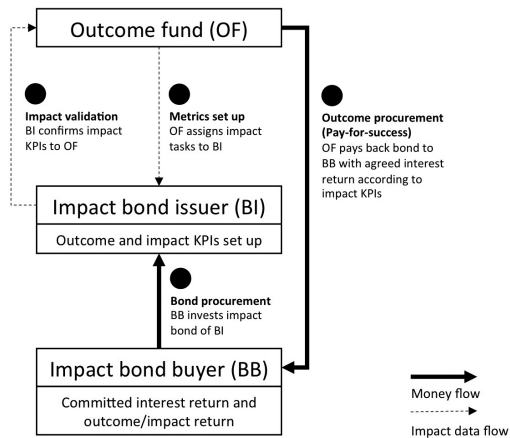 Outcome fund (OF)
Impact validation
BI confirms impact
KPIs to OF
Metrics set up
OF assigns impact
tasks to BI
Outcome procurement
(Pay-for-success)
OF pays back bond to
BB with agreed interest
return according to
impact KPIs
Impact bond issuer (BI)
Outcome and impact KPIs set up
Bond procurement
BB invests impact
bond of BI
Impact bond buyer (BB)
Committed interest return and
outcome/impact return
Money flow
Impact data flow